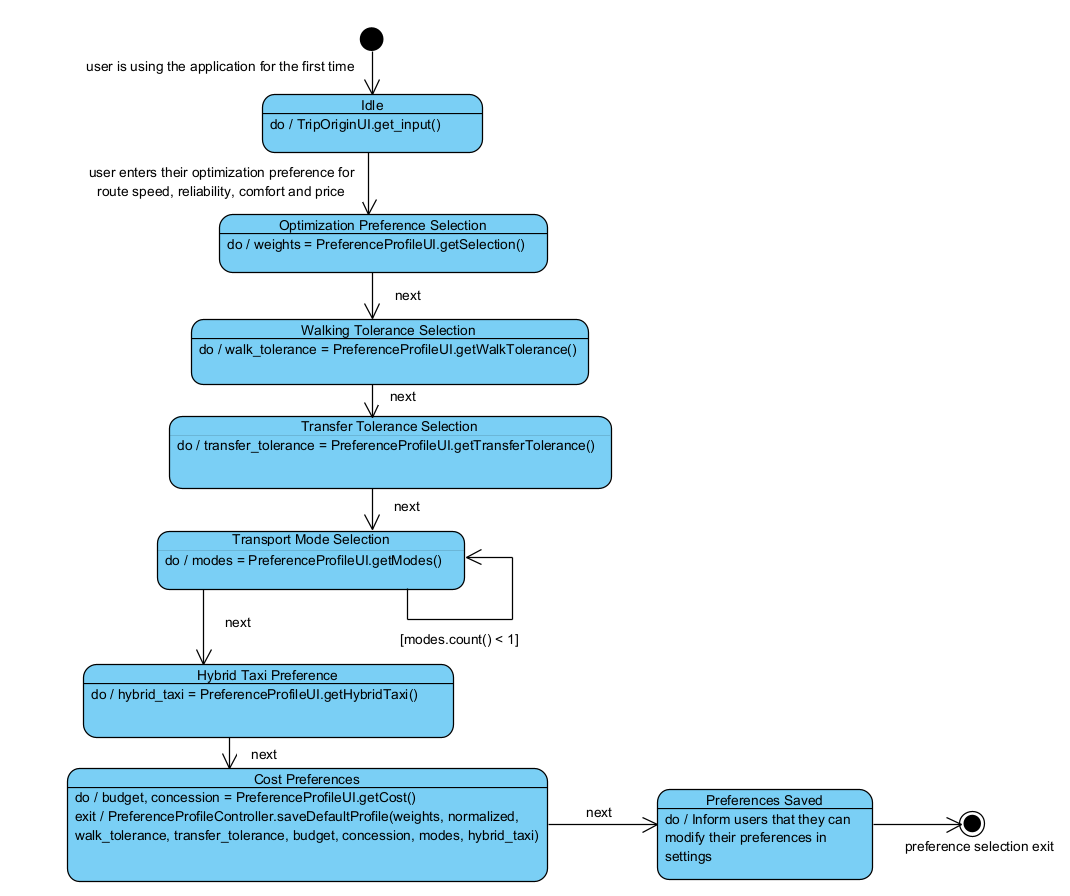 user is using the application for the first time
Idle
do / TripOriginUI.get_input()
user enters their optimization preference for
route speed, reliability, comfort and price
Optimization Preference Selection
do / weights = PreferenceProfileUI.getSelection()
next
Walking Tolerance Selection
do / walk_tolerance = PreferenceProfileUI.getWalkTolerance()
next
Transfer Tolerance Selection
do / transfer_tolerance = PreferenceProfileUI.getTransferTolerance()
next
Transport Mode Selection
do / modes = PreferenceProfileUI.getModes()
next
[modes.count() < 1]
Hybrid Taxi Preference
do / hybrid_taxi = PreferenceProfileUI.getHybridTaxi()
next
Cost Preferences
do / budget, concession = PreferenceProfileUI.getCost()
exit / PreferenceProfileController.saveDefaultProfile(weights, normalized,
walk_tolerance, transfer_tolerance, budget, concession, modes, hybrid_taxi)
next
Preferences Saved
do / Inform users that they can
modify their preferences in
settings
preference selection exit